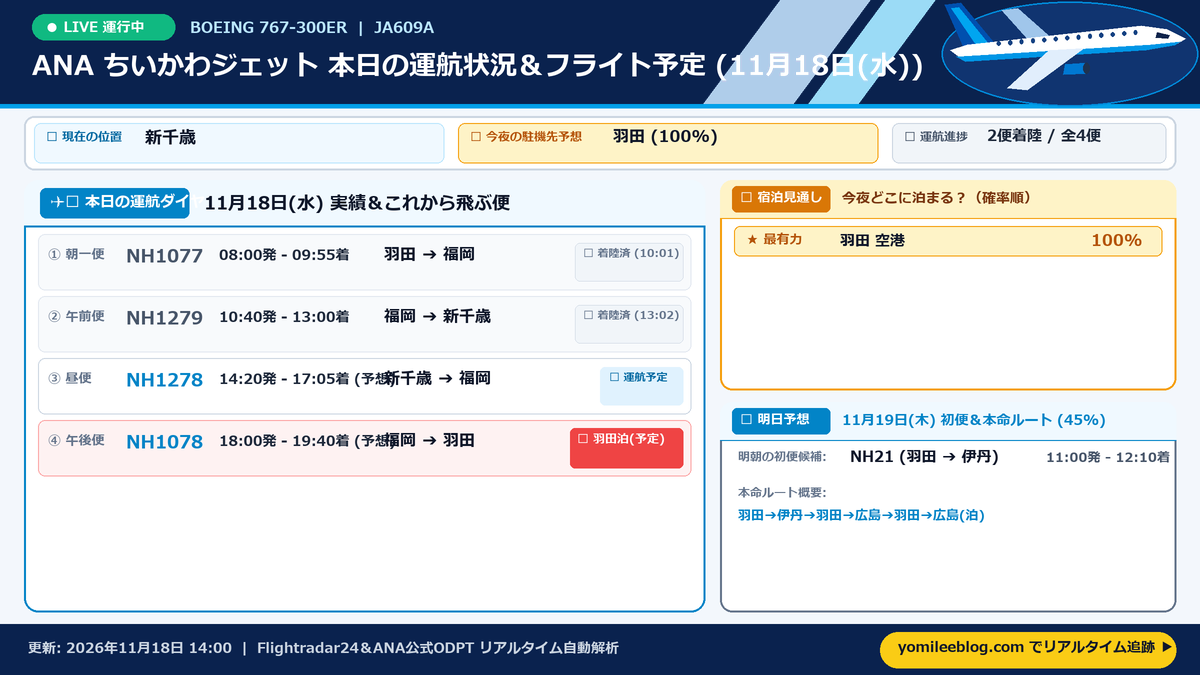 ● LIVE 運行中 BOEING 767-300ER | JA609A
ANA ちいかわジェット 本日の運航状況＆フライト予定 (11月18日(水))
□ 現在の位置 新千歳
□ 今夜の駐機先予想 羽田 (100%)
□ 運航進捗 2便着陸 / 全4便
✈□ 本日の運航ダイ 11月18日(水) 実績＆これから飛ぶ便
① 朝一便 NH1077 08:00発 - 09:55着 羽田 → 福岡 □ 着陸済 (10:01)
② 午前便 NH1279 10:40発 - 13:00着 福岡 → 新千歳 □ 着陸済 (13:02)
③ 昼便 NH1278 14:20発 - 17:05着 (予想 新千歳 → 福岡 □ 運航予定
④ 午後便 NH1078 18:00発 - 19:40着 (予想 福岡 → 羽田 □ 羽田泊(予定)
□ 宿泊見通し 今夜どこに泊まる？ (確率順)
★ 最有力 羽田 空港 100%
□ 明日予想 11月19日(木) 初便＆本命ルート (45%)
明朝の初便候補: NH21 (羽田 → 伊丹) 11:00発 - 12:10着
本命ルート概要:
羽田→伊丹→羽田→広島→羽田→広島(泊)
更新: 2026年11月18日 14:00 | Flightradar24＆ANA公式ODPT リアルタイム自動解析
yomileeblog.com でリアルタイム追跡 ▶